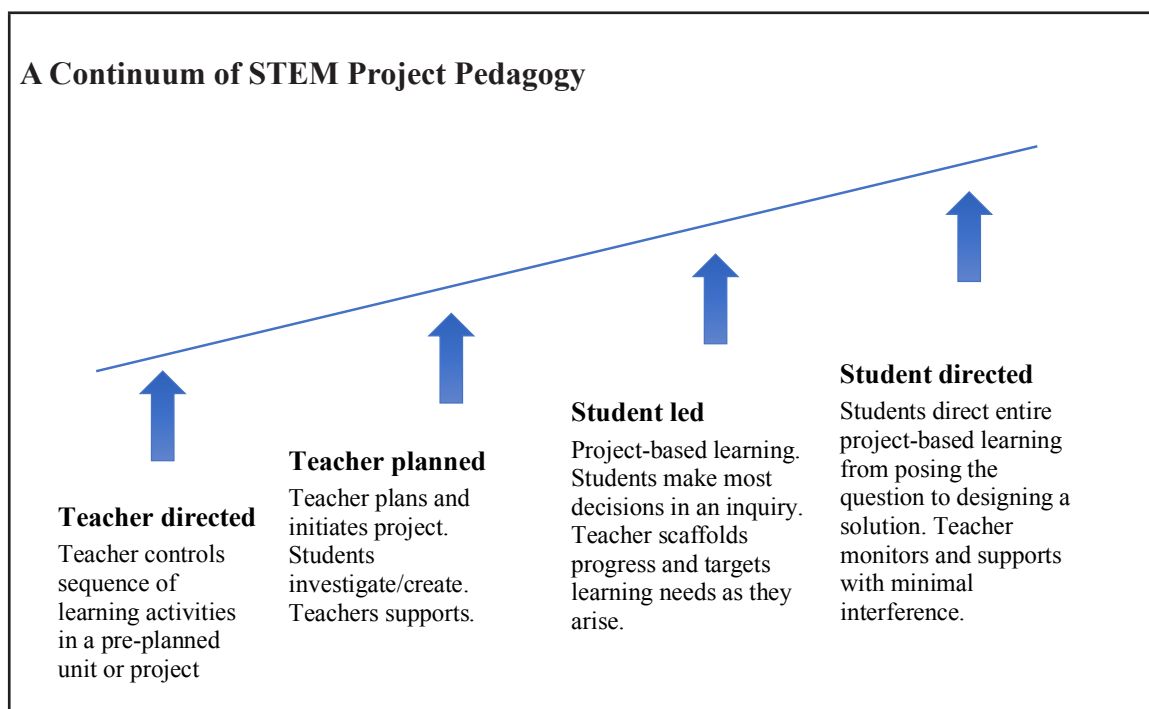 A Continuum of STEM Project Pedagogy
Teacher directed
Teacher controls
sequence of
learning activities
in a pre-planned
unit or project
Teacher planned
Teacher plans and
initiates project.
Students
investigate/create.
Teachers supports.
Student led
Project-based learning.
Students make most
decisions in an inquiry.
Teacher scaffolds
progress and targets
learning needs as they
arise.
Student directed
Students direct entire
project-based learning
from posing the
question to designing a
solution. Teacher
monitors and supports
with minimal
interference.